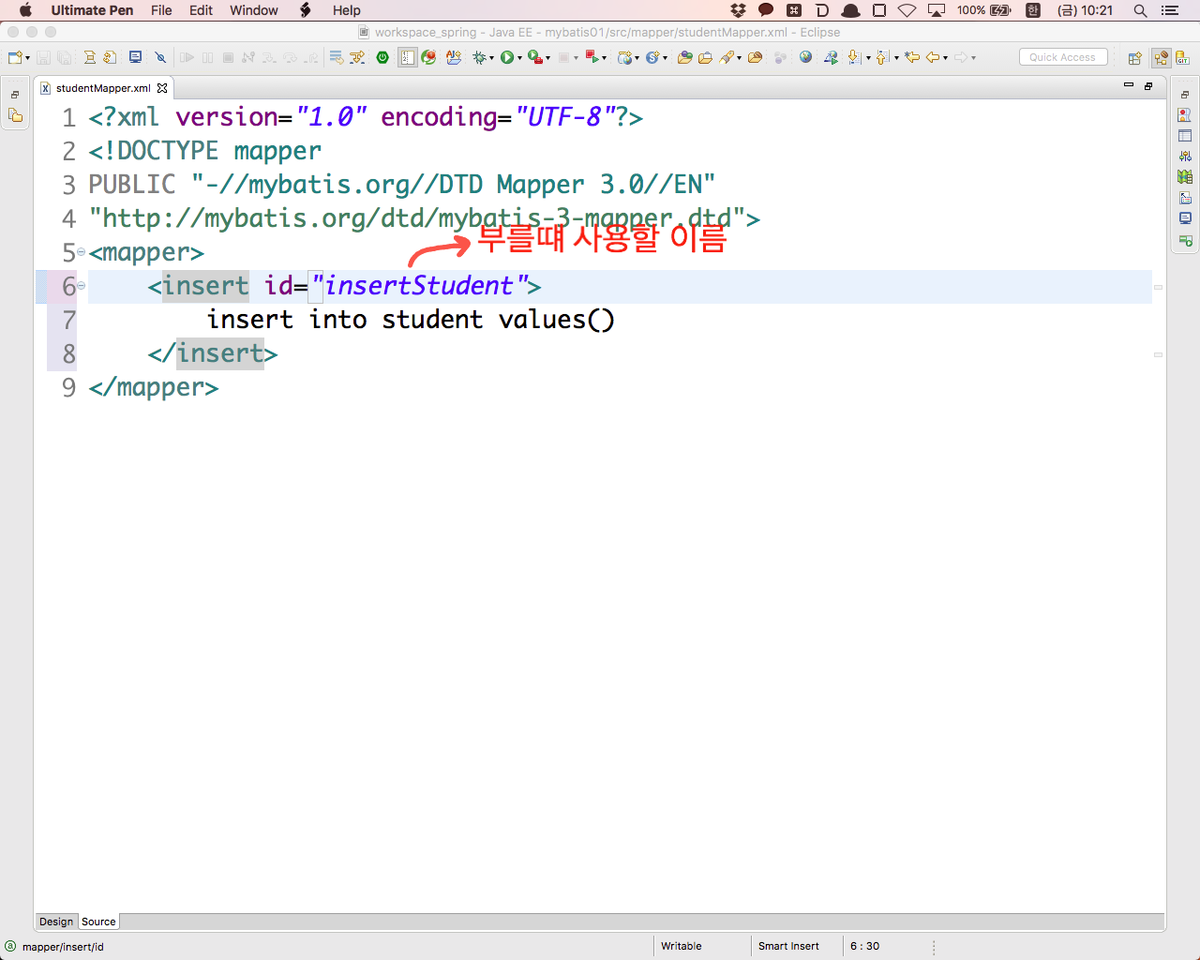 Ultimate Pen File Edit Window Help 100% 한 (금) 10:21
workspace_spring - Java EE - mybatis01/src/mapper/studentMapper.xml - Eclipse
Quick Access
studentMapper.xml
1 <?xml version="1.0" encoding="UTF-8"?>
2 <!DOCTYPE mapper
3 PUBLIC "-//mybatis.org//DTD Mapper 3.0//EN"
4 "http://mybatis.org/dtd/mybatis-3-mapper.dtd">
부를떄 사용할 이름
5 <mapper>
6 <insert id="insertStudent">
7 insert into student values()
8 </insert>
9 </mapper>
Design Source
mapper/insert/id Writable Smart Insert 6 : 30